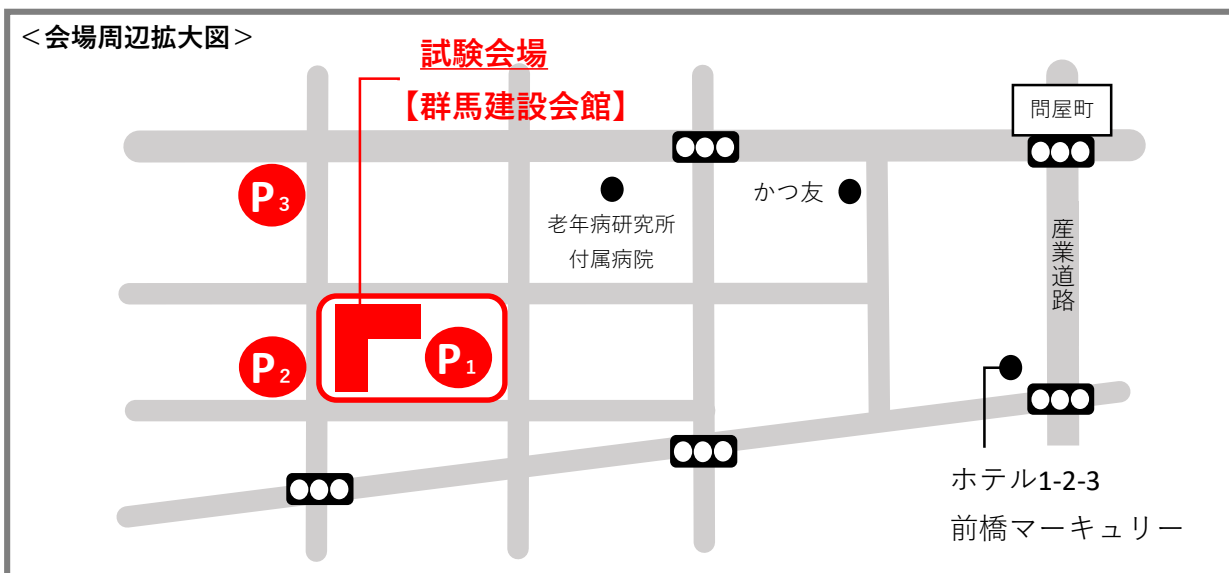 ＜会場周辺拡大図＞
試験会場
【群馬建設会館】
問屋町
P3
かつ友
老年病研究所
付属病院
産業道路
P2
P1
ホテル1-2-3
前橋マーキュリー